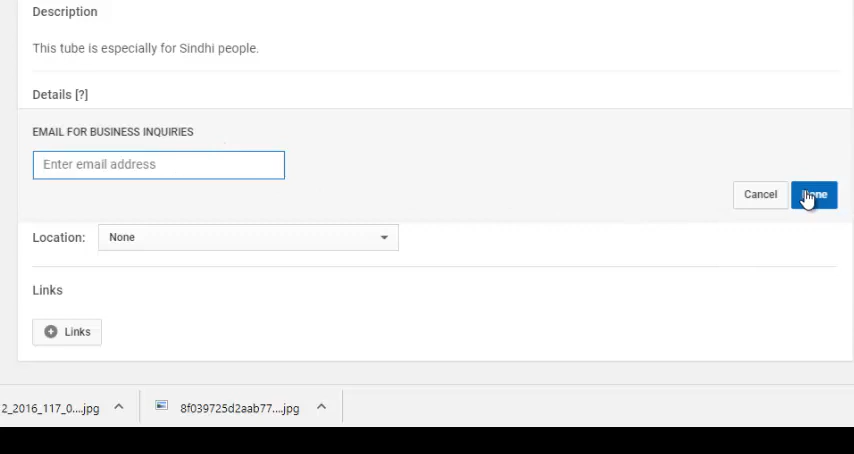 Description
This tube is especially for Sindhi people.
Details [?]
EMAIL FOR BUSINESS INQUIRIES
Enter email address
Cancel
Location: None
Links
Links
2_2016_117_0....jpg 8f039725d2aab77....jpg